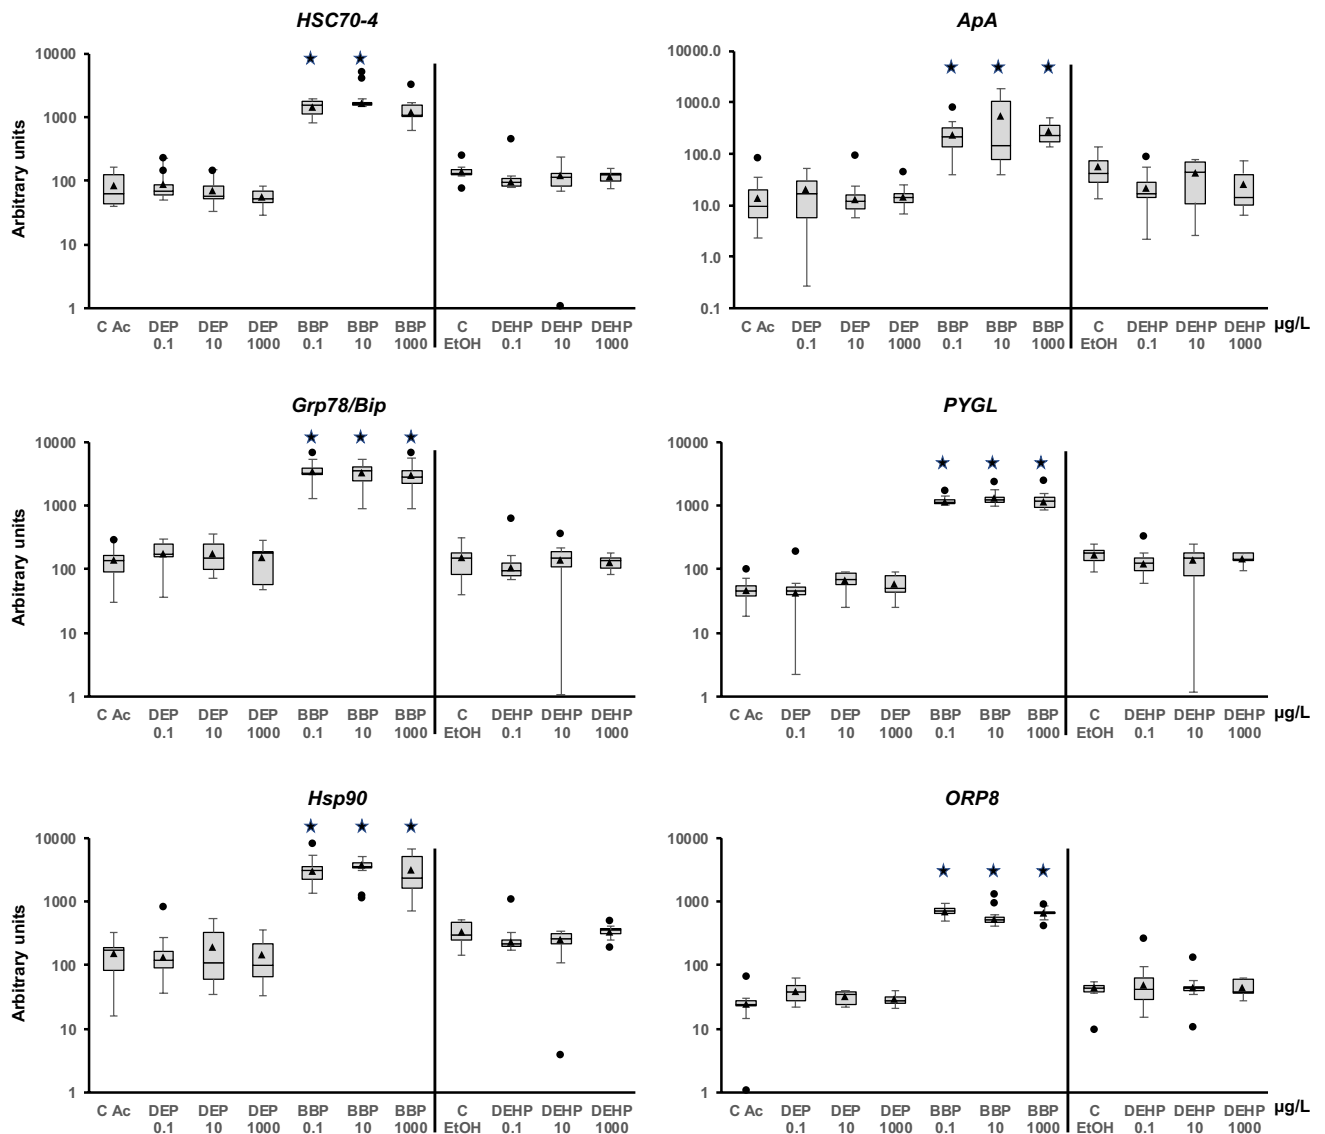 HSC70-4
Arbitrary units
10000
1000
100
10
1
C Ac DEP DEP DEP BBP BBP BBP C DEHP DEHP DEHP
0.1 10 1000 0.1 10 1000 EtOH 0.1 10 1000
ApA
10000.0
1000.0
100.0
10.0
1.0
0.1
C Ac DEP DEP DEP BBP BBP BBP C DEHP DEHP DEHP µg/L
0.1 10 1000 0.1 10 1000 EtOH 0.1 10 1000
Grp78/Bip
Arbitrary units
10000
1000
100
10
1
C Ac DEP DEP DEP BBP BBP BBP C DEHP DEHP DEHP
0.1 10 1000 0.1 10 1000 EtOH 0.1 10 1000
PYGL
10000
1000
100
10
1
C Ac DEP DEP DEP BBP BBP BBP C DEHP DEHP DEHP µg/L
0.1 10 1000 0.1 10 1000 EtOH 0.1 10 1000
Hsp90
Arbitrary units
10000
1000
100
10
1
C Ac DEP DEP DEP BBP BBP BBP C DEHP DEHP DEHP
0.1 10 1000 0.1 10 1000 EtOH 0.1 10 1000
ORP8
10000
1000
100
10
1
C Ac DEP DEP DEP BBP BBP BBP C DEHP DEHP DEHP µg/L
0.1 10 1000 0.1 10 1000 EtOH 0.1 10 1000